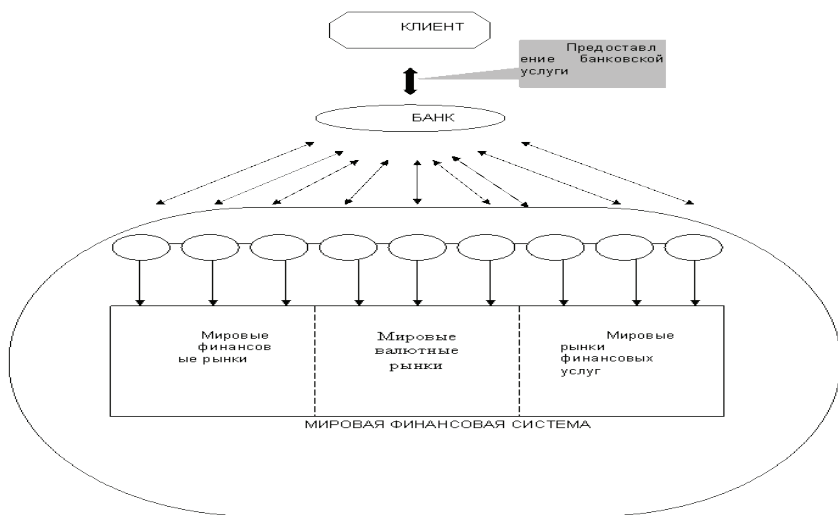 КЛИЕНТ
Предоставл
ение банковской
услуги
БАНК
Мировые
финансов
ые рынки
Мировые
валютные
рынки
Мировые
рынки
финансовых
услуг
МИРОВАЯ ФИНАНСОВАЯ СИСТЕМА